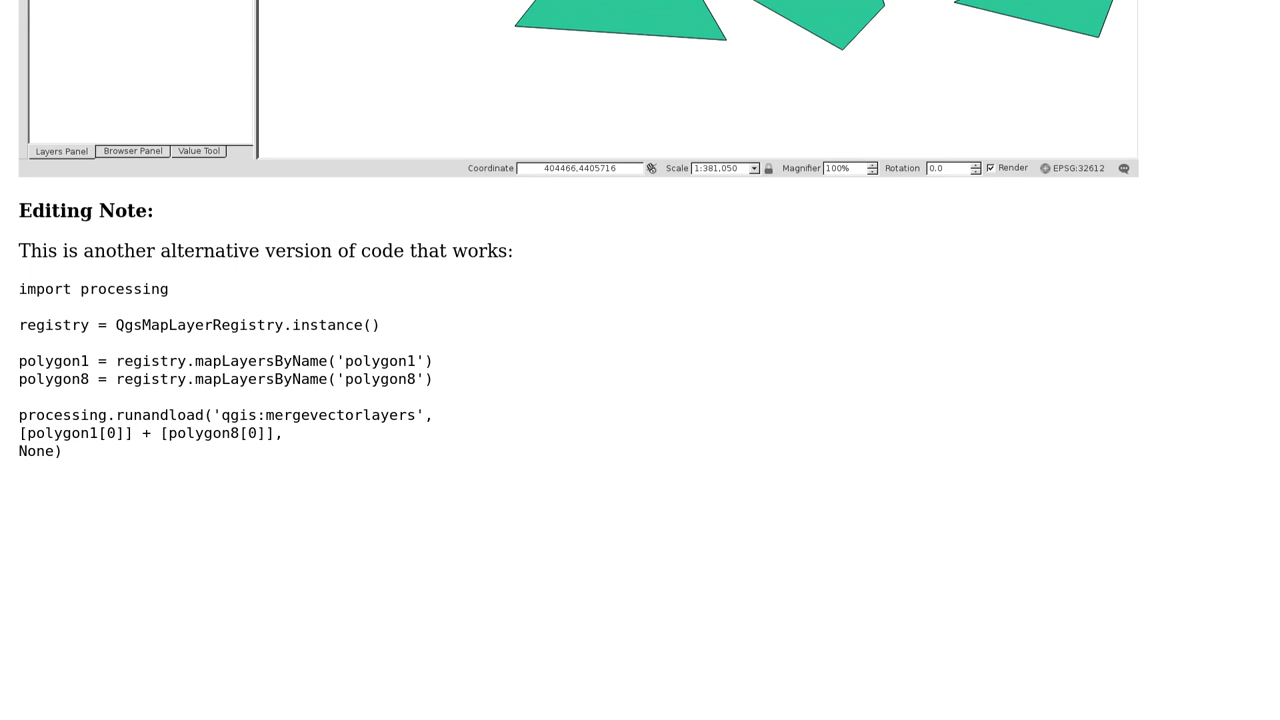 Layers Panel Browser Panel Value Tool
Coordinate 404466,4405716 Scale 1:381,050 Magnifier 100% Rotation 0.0 Render EPSG:32612
Editing Note:
This is another alternative version of code that works:
import processing
registry = QgsMapLayerRegistry.instance()
polygon1 = registry.mapLayersByName('polygon1')
polygon8 = registry.mapLayersByName('polygon8')
processing.runandload('qgis:mergevectorlayers',
[polygon1[0]] + [polygon8[0]],
None)